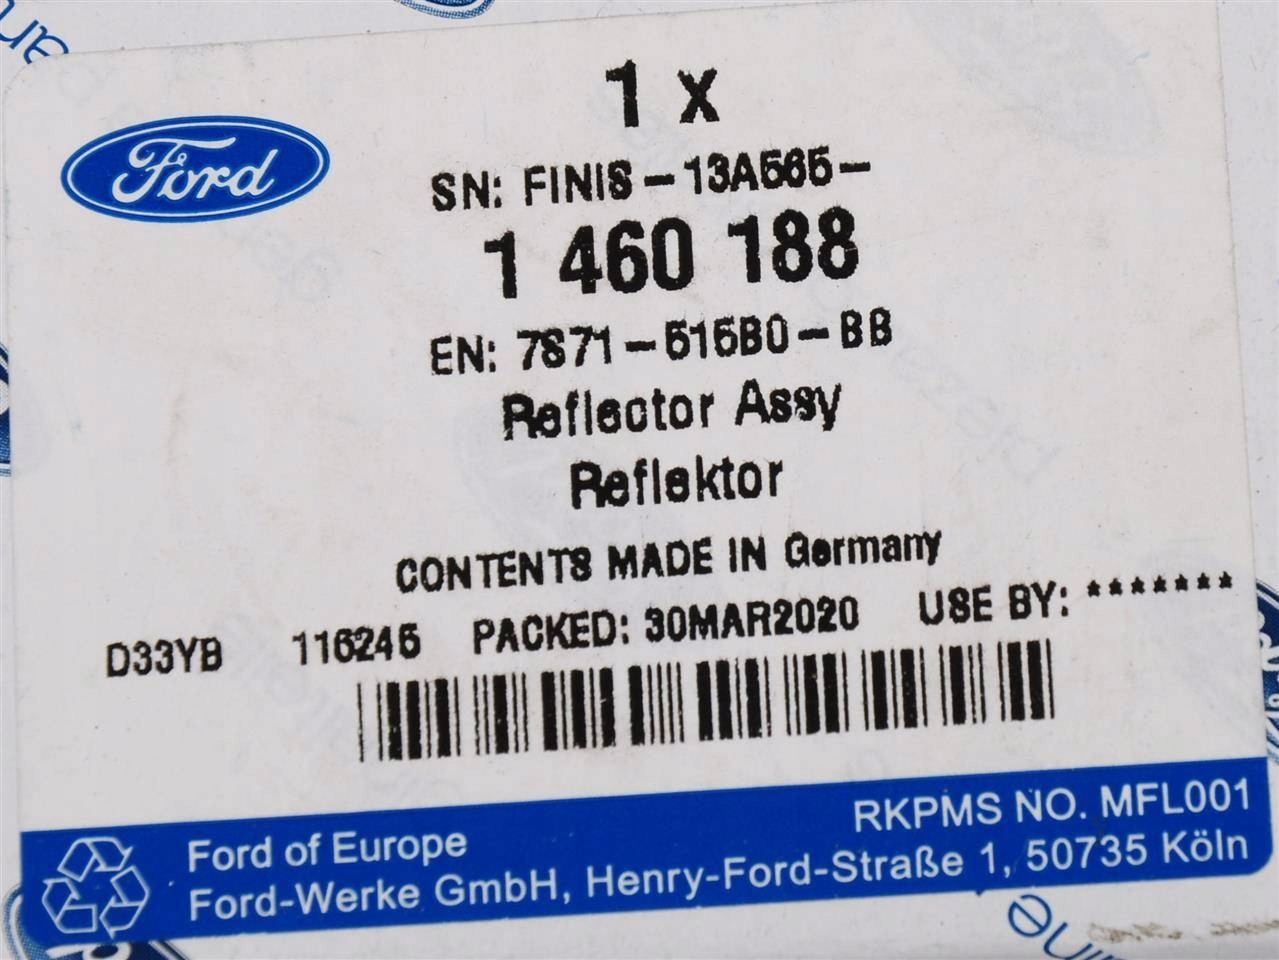 Ford
1 x
SN: FINIS-13A565-
1 460 188
EN: 7S71-515B0-BB
Reflector Assy
Reflektor
CONTENTS MADE IN Germany
D33YB 116246 PACKED: 30MAR2020 USE BY: *******
RKPMS NO. MFL001
Ford of Europe
Ford-Werke GmbH, Henry-Ford-Straße 1, 50735 Köln